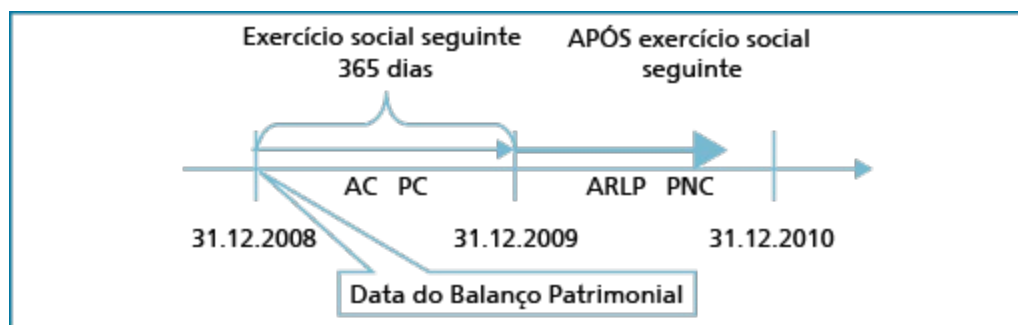 Exercício social seguinte
365 dias
APÓS exercício social
seguinte
AC PC
ARLP PNC
31.12.2008
31.12.2009
31.12.2010
Data do Balanço Patrimonial